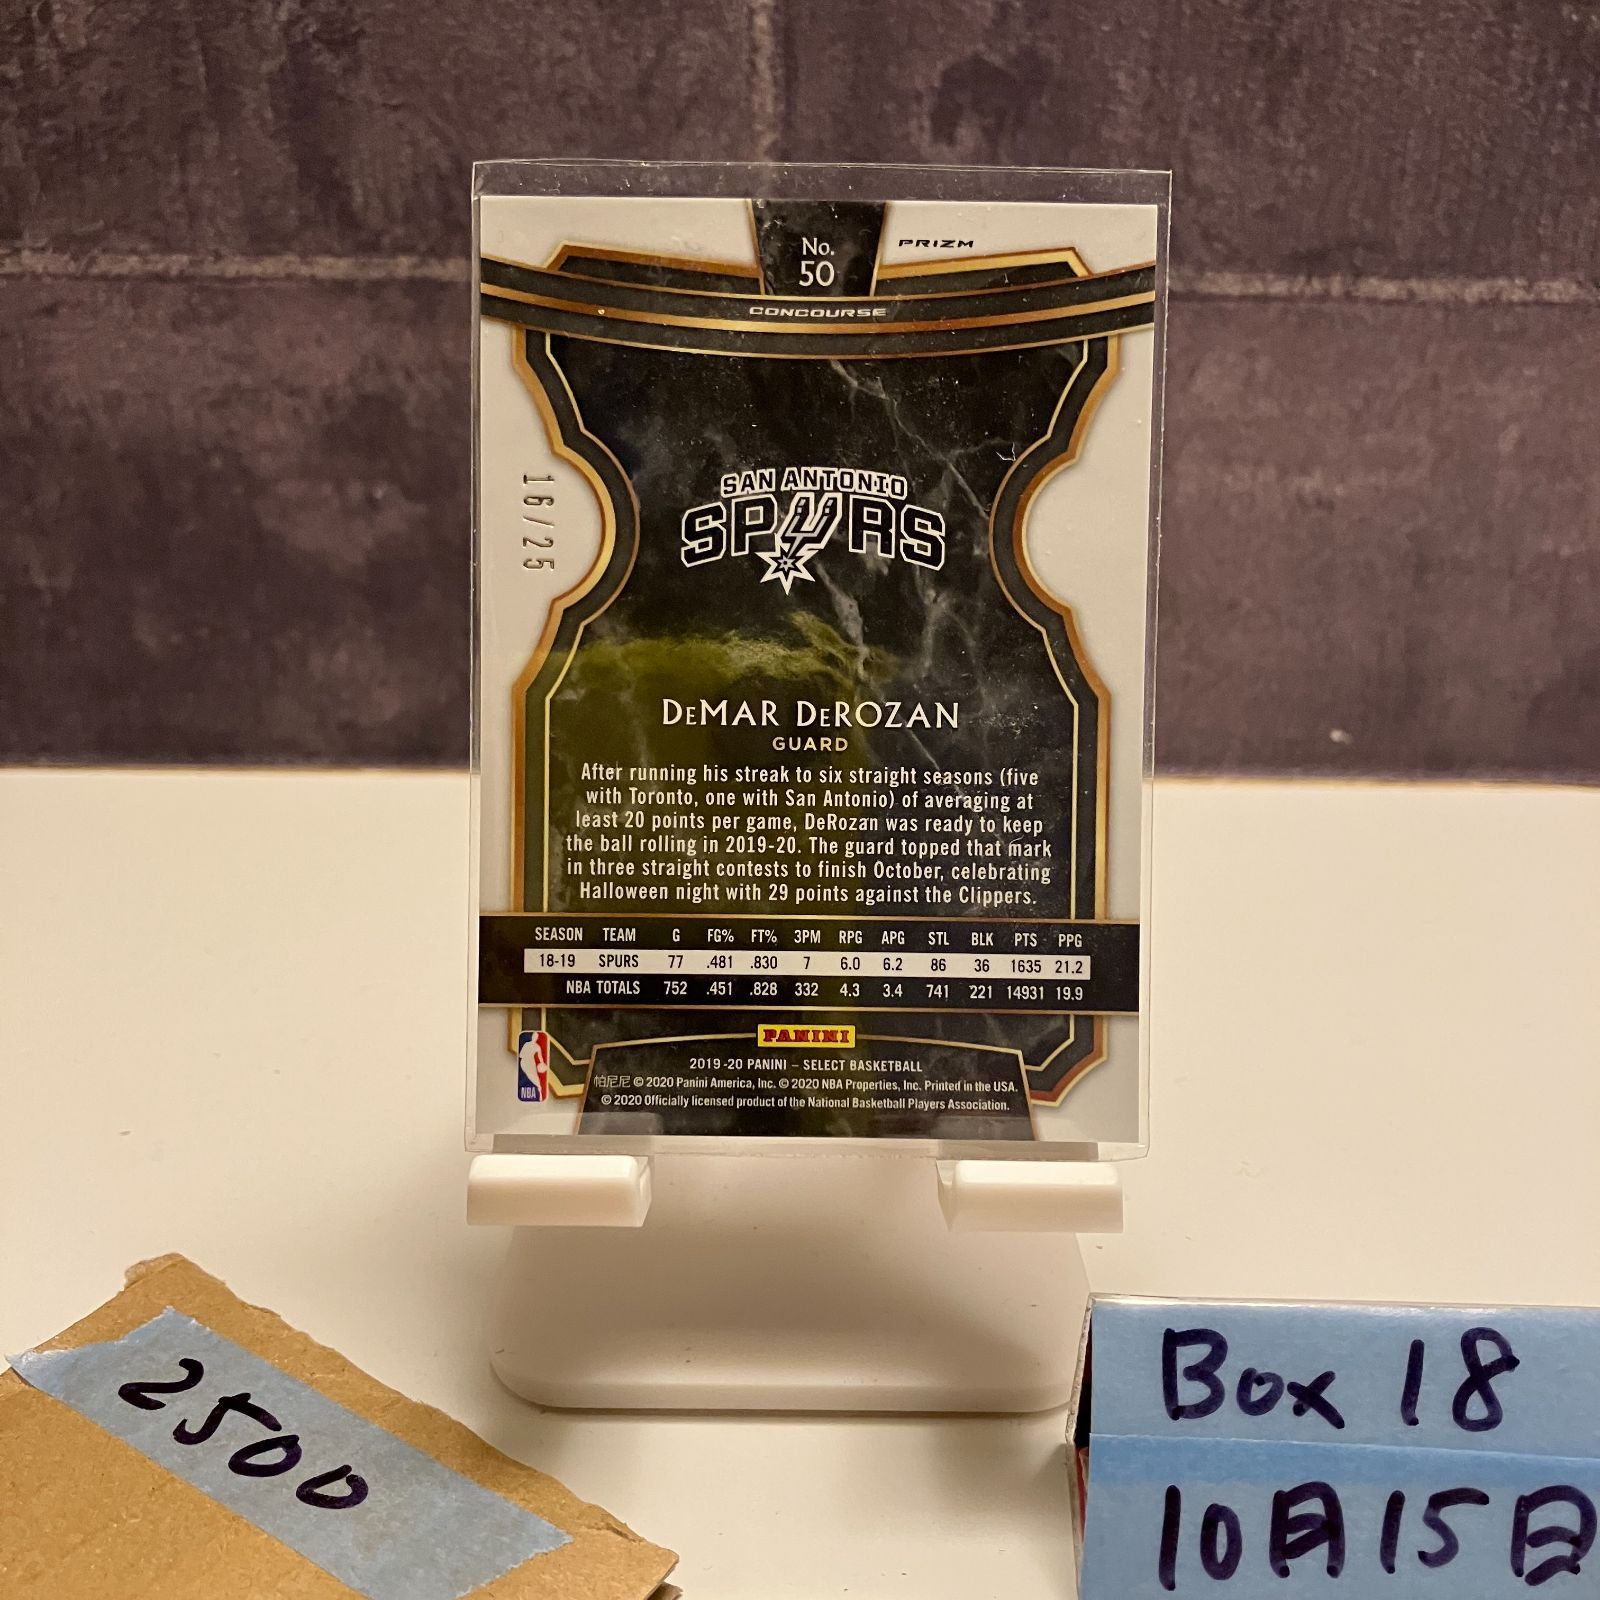 No.
50
PRIZM
CONCOURSE
16/25
SAN ANTONIO
SPURS
DeMAR DeROZAN
GUARD
After running his streak to six straight seasons (five
with Toronto, one with San Antonio) of averaging at
least 20 points per game, DeRozan was ready to keep
the ball rolling in 2019-20. The guard topped that mark
in three straight contests to finish October, celebrating
Halloween night with 29 points against the Clippers.
SEASON TEAM G FG% FT% 3PM RPG APG STL BLK PTS PPG
18-19 SPURS 77 .481 .830 7 6.0 6.2 86 36 1635 21.2
NBA TOTALS 752 .451 .828 332 4.3 3.4 741 221 14931 19.9
PANINI
2019-20 PANINI – SELECT BASKETBALL
帕尼尼 © 2020 Panini America, Inc. © 2020 NBA Properties, Inc. Printed in the USA.
© 2020 Officially licensed product of the National Basketball Players Association.
NBA
2500
Box 18
10月15日